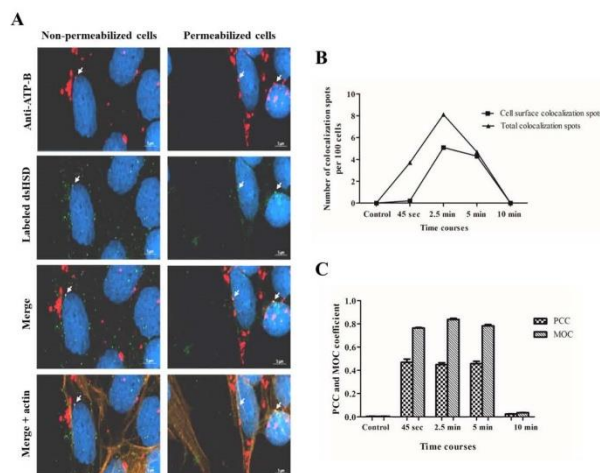 A
Non-permeabilized cells
Permeabilized cells
Anti-ATP-B
Labeled dsHSD
Merge
Merge + actin
B
Number of colocalization spots
per 100 cells
10
8
6
4
2
0
Control 45 sec 2.5 min 5 min 10 min
Time courses
Cell surface colocalization spot
Total colocalization spots
C
PCC and MOC coefficient
1.0
0.8
0.6
0.4
0.2
0.0
Control 45 sec 2.5 min 5 min 10 min
Time courses
PCC
MOC